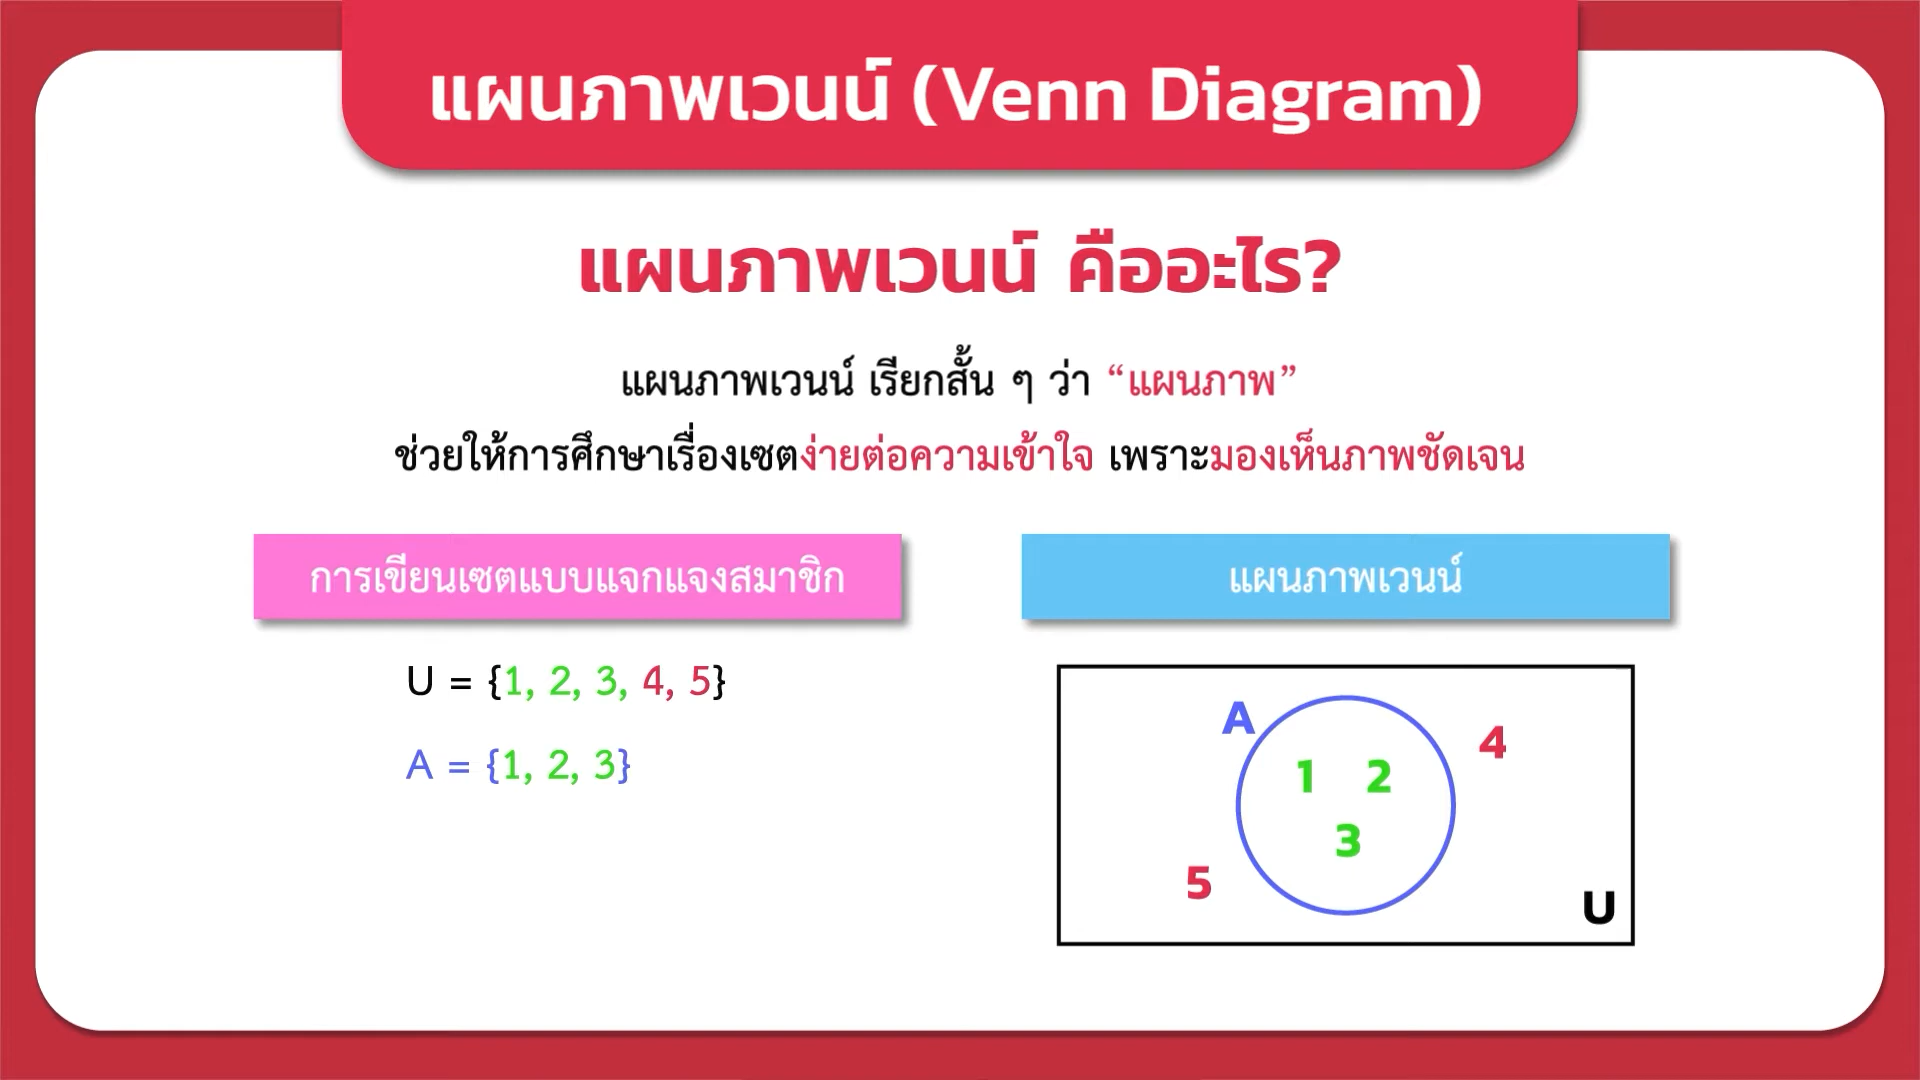 แผนภาพเวนน์ (Venn Diagram)
แผนภาพเวนน์ คืออะไร?
แผนภาพเวนน์ เรียกสั้น ๆ ว่า “แผนภาพ”
ช่วยให้การศึกษาเรื่องเซตง่ายต่อความเข้าใจ เพราะมองเห็นภาพชัดเจน
การเขียนเซตแบบแจกแจงสมาชิก
U = {1, 2, 3, 4, 5}
A = {1, 2, 3}
แผนภาพเวนน์
A
4
1 2
3
5
U